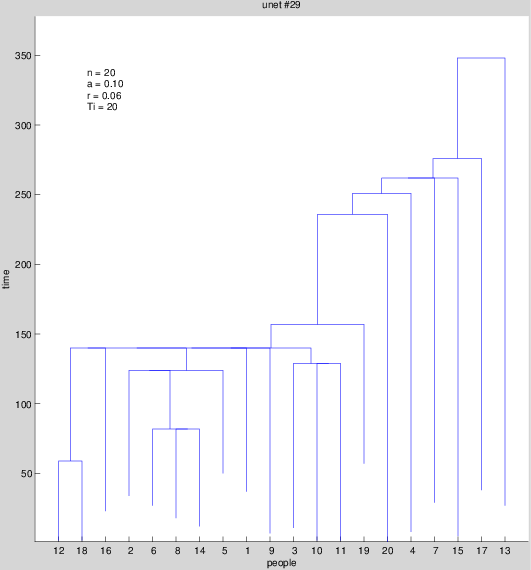 unet #29
n = 20
a = 0.10
r = 0.06
Ti = 20
350
300
250
200
150
100
50
time
12 18 16 2 6 8 14 5 1 9 3 10 11 19 20 4 7 15 17 13
people